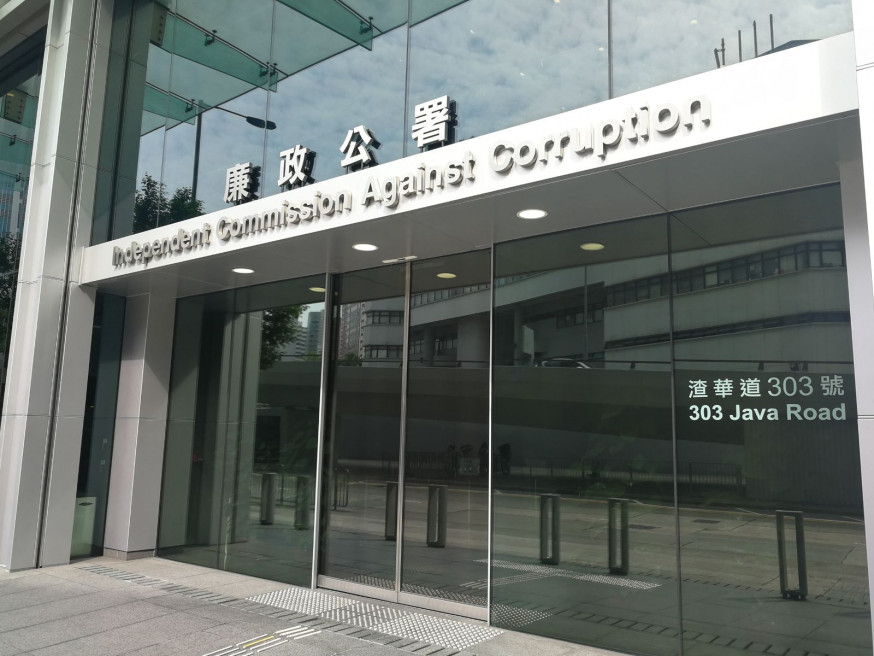 廉政公署
Independent Commission Against Corruption
渣華道303號
303 Java Road